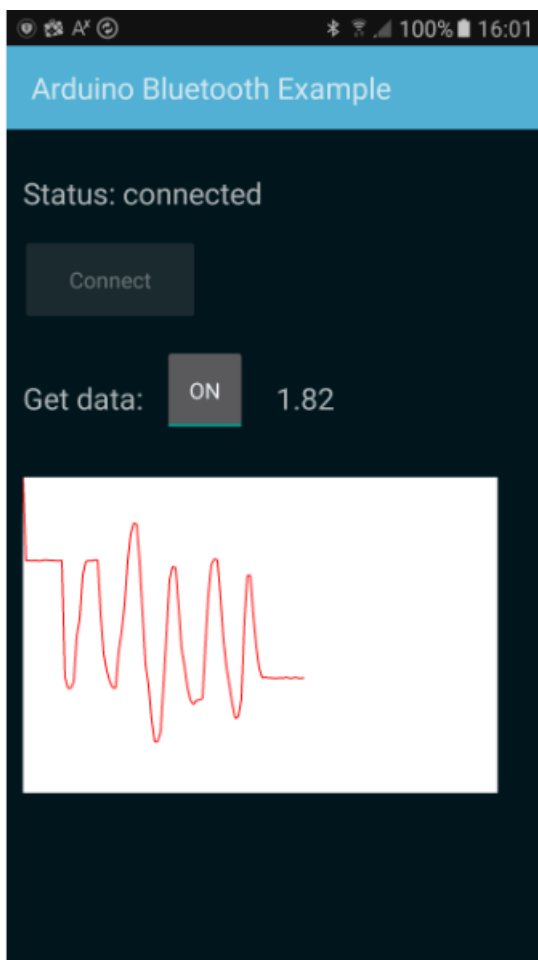 100% 16:01
Arduino Bluetooth Example
Status: connected
Connect
Get data: ON 1.82